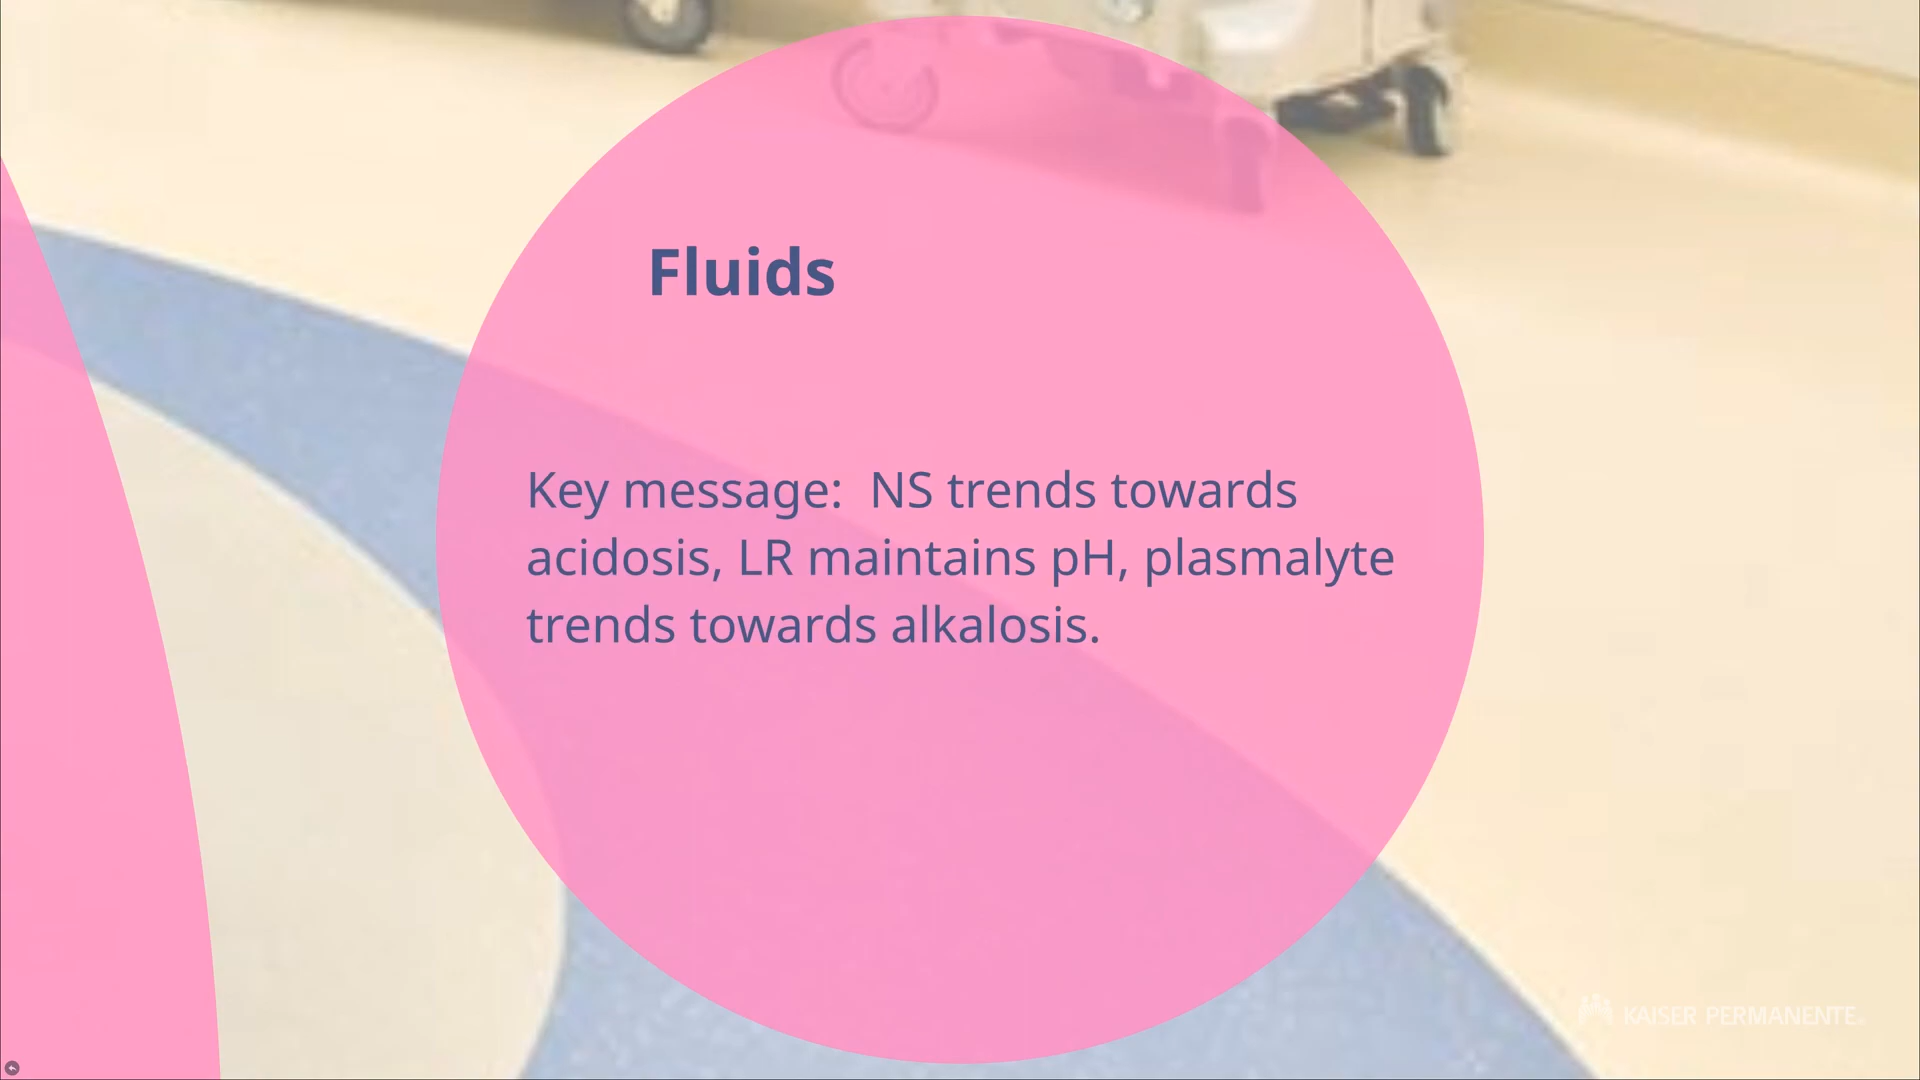 Fluids
Key message:  NS trends towards
acidosis, LR maintains pH, plasmalyte
trends towards alkalosis.
KAISER PERMANENTE